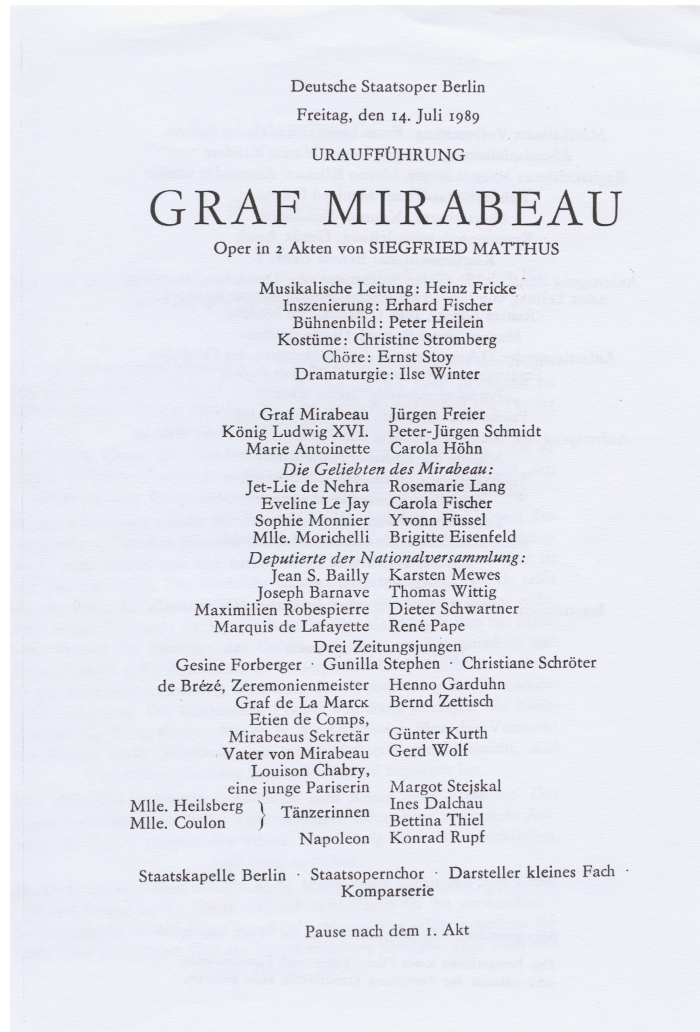 Deutsche Staatsoper Berlin
Freitag, den 14. Juli 1989
URAUFFÜHRUNG
GRAF MIRABEAU
Oper in 2 Akten von SIEGFRIED MATTHUS
Musikalische Leitung: Heinz Fricke
Inszenierung: Erhard Fischer
Bühnenbild: Peter Heilein
Kostüme: Christine Stromberg
Chöre: Ernst Stoy
Dramaturgie: Ilse Winter
Graf Mirabeau Jürgen Freier
König Ludwig XVI. Peter-Jürgen Schmidt
Marie Antoinette Carola Höhn
Die Geliebten des Mirabeau:
Jet-Lie de Nehra Rosemarie Lang
Eveline Le Jay Carola Fischer
Sophie Monnier Yvonn Füssel
Mlle. Morichelli Brigitte Eisenfeld
Deputierte der Nationalversammlung:
Jean S. Bailly Karsten Mewes
Joseph Barnave Thomas Wittig
Maximilien Robespierre Dieter Schwartner
Marquis de Lafayette René Pape
Drei Zeitungsjungen
Gesine Forberger · Gunilla Stephen · Christiane Schröter
de Brézé, Zeremonienmeister Henno Garduhn
Graf de La Marck Bernd Zettisch
Etien de Comps,
Mirabeaus Sekretär Günter Kurth
Vater von Mirabeau Gerd Wolf
Louison Chabry,
eine junge Pariserin Margot Stejskal
Mlle. Heilsberg } Tänzerinnen Ines Dalchau
Mlle. Coulon Bettina Thiel
Napoleon Konrad Rupf
Staatskapelle Berlin · Staatsopernchor · Darsteller kleines Fach ·
Komparserie
Pause nach dem 1. Akt